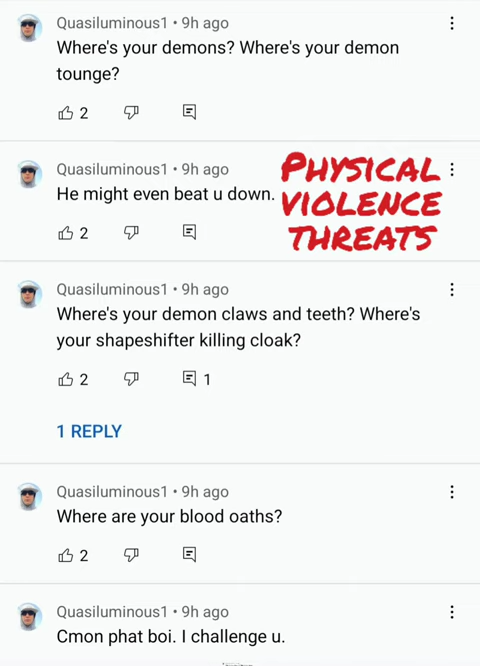 Quasiluminous1 • 9h ago
Where's your demons? Where's your demon
tounge?
2
Quasiluminous1 • 9h ago
He might even beat u down.
2
PHYSICAL
VIOLENCE
THREATS
Quasiluminous1 • 9h ago
Where's your demon claws and teeth? Where's
your shapeshifter killing cloak?
2 1
1 REPLY
Quasiluminous1 • 9h ago
Where are your blood oaths?
2
Quasiluminous1 • 9h ago
Cmon phat boi. I challenge u.